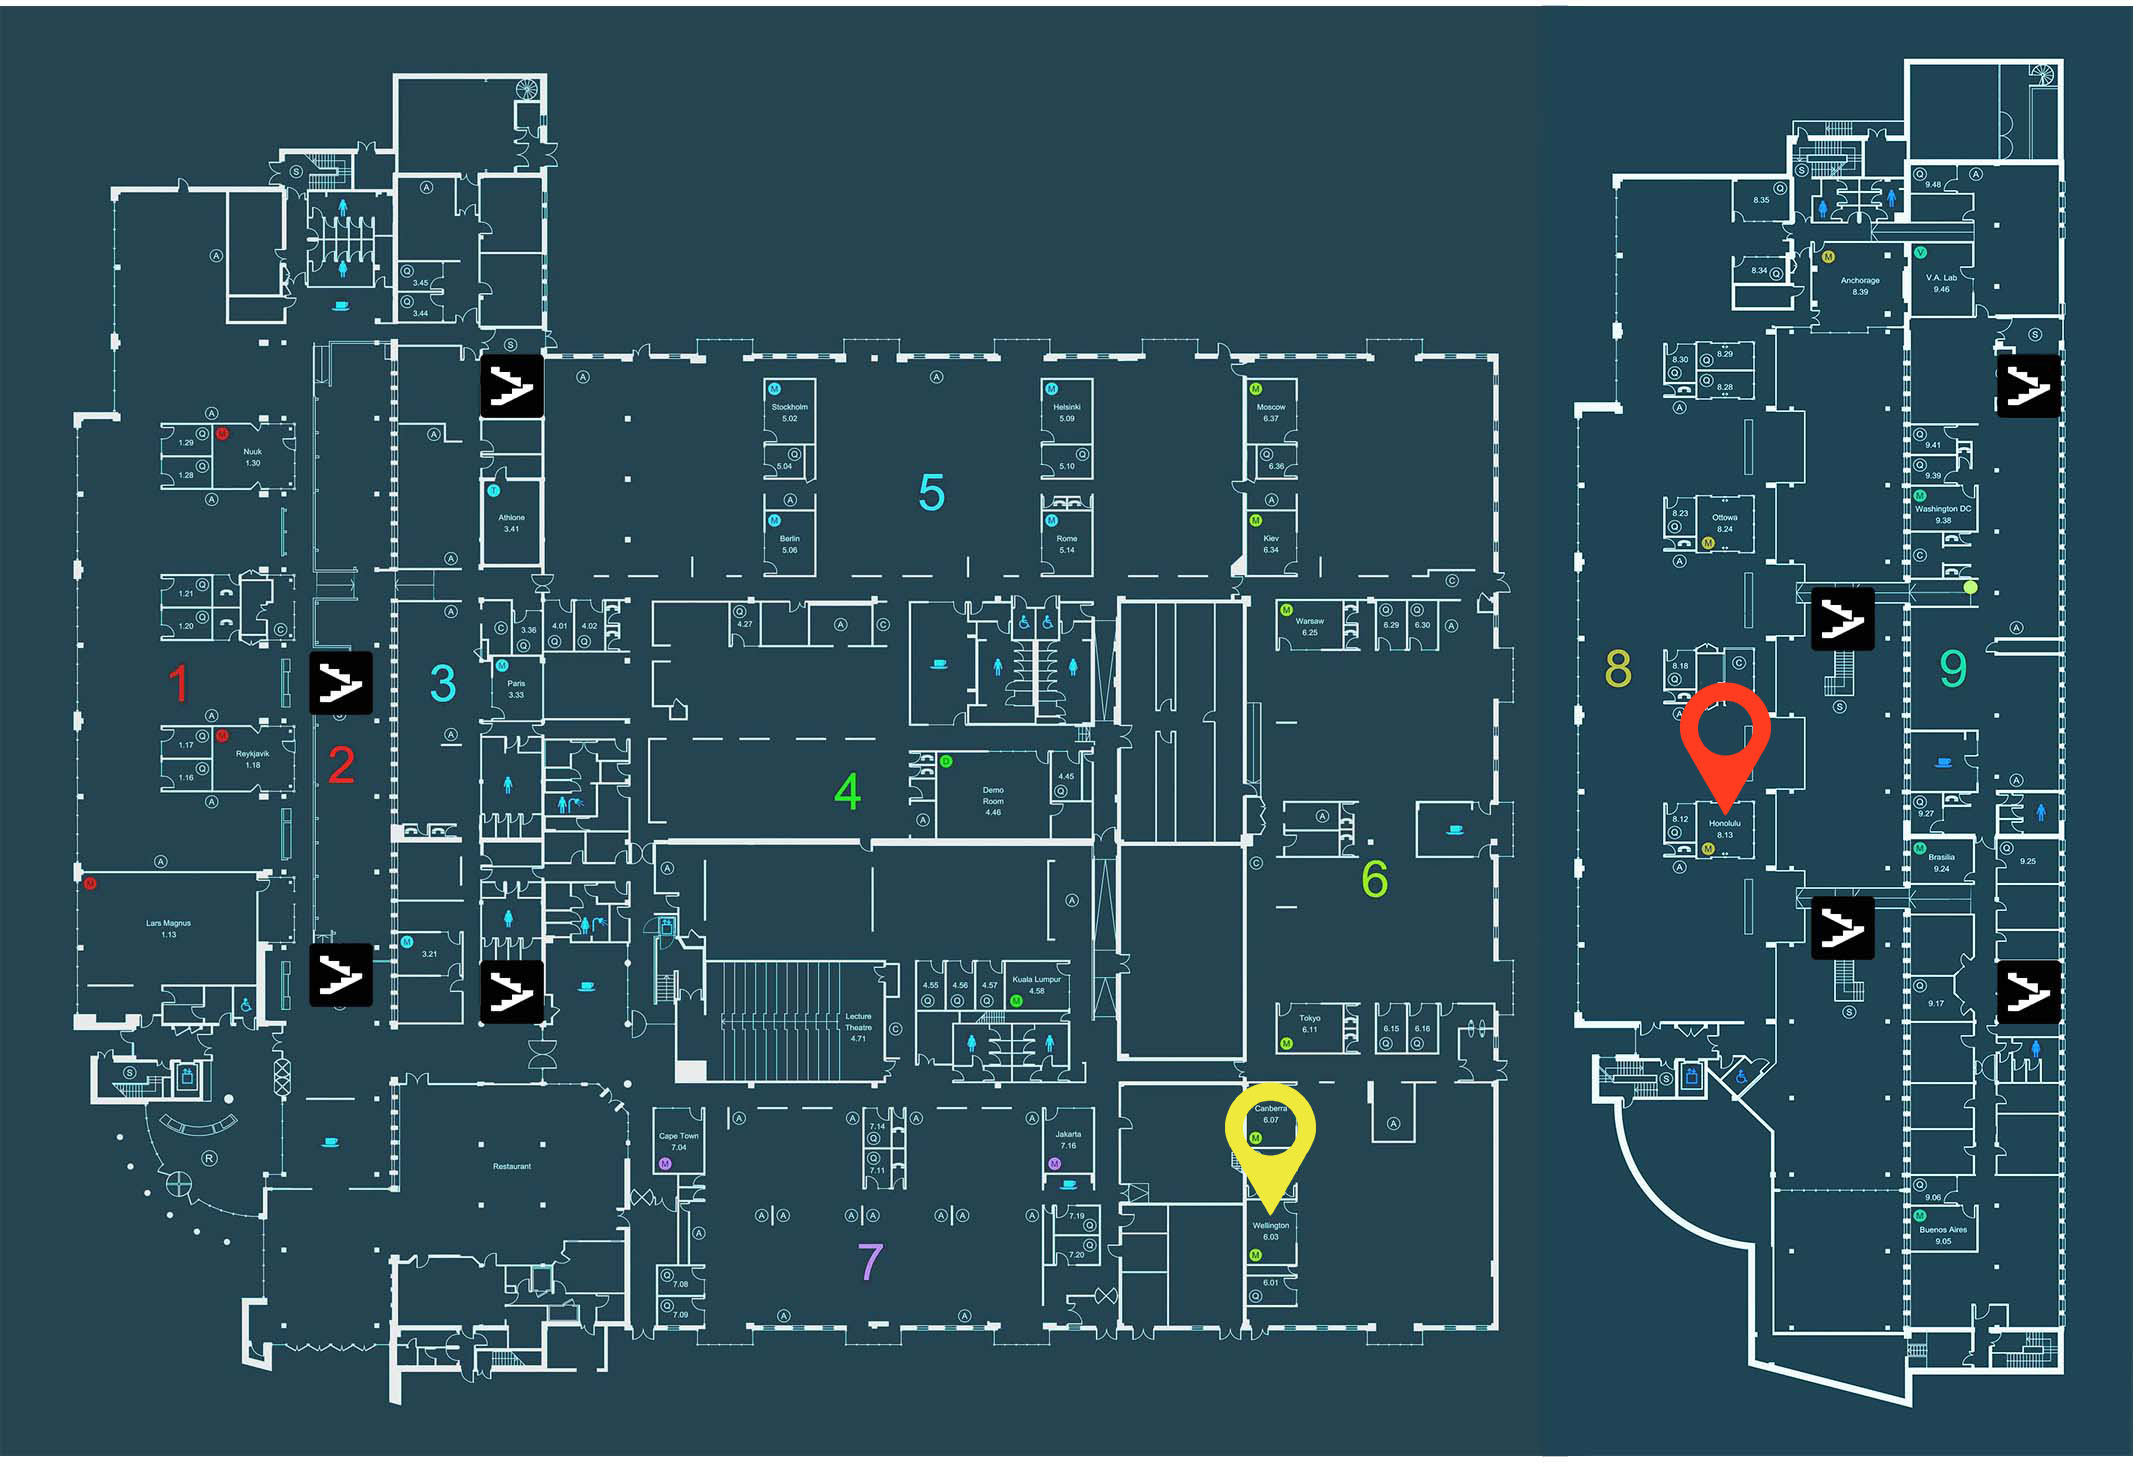 S
A
A
Q
3.45
Q
3.44
S
A
A
A
A
1.29
Q
M
Nuuk
1.30
1.28
Q
A
A
T
Athlone
3.41
A
1.21
Q
1.20
Q
C
A
C
3.36
Q
4.01
Q
4.02
Q
M
Paris
3.33
1
3
A
A
1.17
Q
M
Reykjavik
1.18
1.16
Q
A
2
A
M
Lars Magnus
1.13
M
3.21
S
R
Restaurant
M
Stockholm
5.02
5.04
Q
A
M
Berlin
5.06
5
M
Helsinki
5.09
5.10
Q
M
Rome
5.14
M
Moscow
6.37
Q
6.36
A
M
Kiev
6.34
C
Q
4.27
A
C
M
Warsaw
6.25
Q
6.29
Q
6.30
A
D
Demo
Room
4.46
4.45
Q
A
4
A
6
C
A
A
Lecture
Theatre
4.71
C
4.55
Q
4.56
Q
4.57
Q
Kuala Lumpur
4.58
M
Tokyo
6.11
M
6.15
Q
6.16
Q
Cape Town
7.04
M
A
A
7.14
Q
7.11
Q
A
A
Jakarta
7.16
M
Canberra
6.07
M
A
A
A
A
A
A
A
A
A
7.19
Q
7.20
Q
Wellington
6.03
M
6.01
Q
7
Q
7.08
Q
7.09
A
A
S
Q
8.35
8.34
Q
M
Anchorage
8.39
Q
9.48
A
V
V.A. Lab
9.46
S
8.30
Q
8.29
Q
8.28
Q
A
Q
9.41
Q
9.39
M
Washington DC
9.38
C
8.23
Q
Ottowa
8.24
M
A
A
8
8.18
Q
C
A
9
S
A
8.12
Q
Honolulu
8.13
M
A
Q
9.27
M
Brasilia
9.24
Q
9.25
Q
9.17
S
S
Q
9.06
M
Buenos Aires
9.05